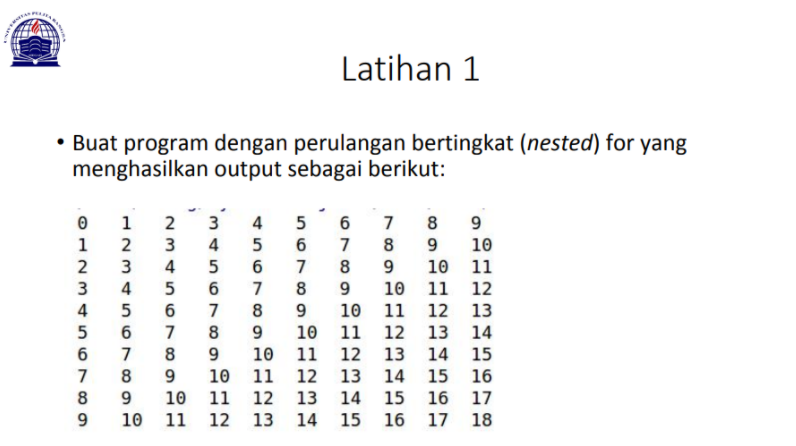 UNIVERSITAS PELITA BANGSA
Latihan 1
• Buat program dengan perulangan bertingkat (nested) for yang
menghasilkan output sebagai berikut:
0 1 2 3 4 5 6 7 8 9
1 2 3 4 5 6 7 8 9 10
2 3 4 5 6 7 8 9 10 11
3 4 5 6 7 8 9 10 11 12
4 5 6 7 8 9 10 11 12 13
5 6 7 8 9 10 11 12 13 14
6 7 8 9 10 11 12 13 14 15
7 8 9 10 11 12 13 14 15 16
8 9 10 11 12 13 14 15 16 17
9 10 11 12 13 14 15 16 17 18